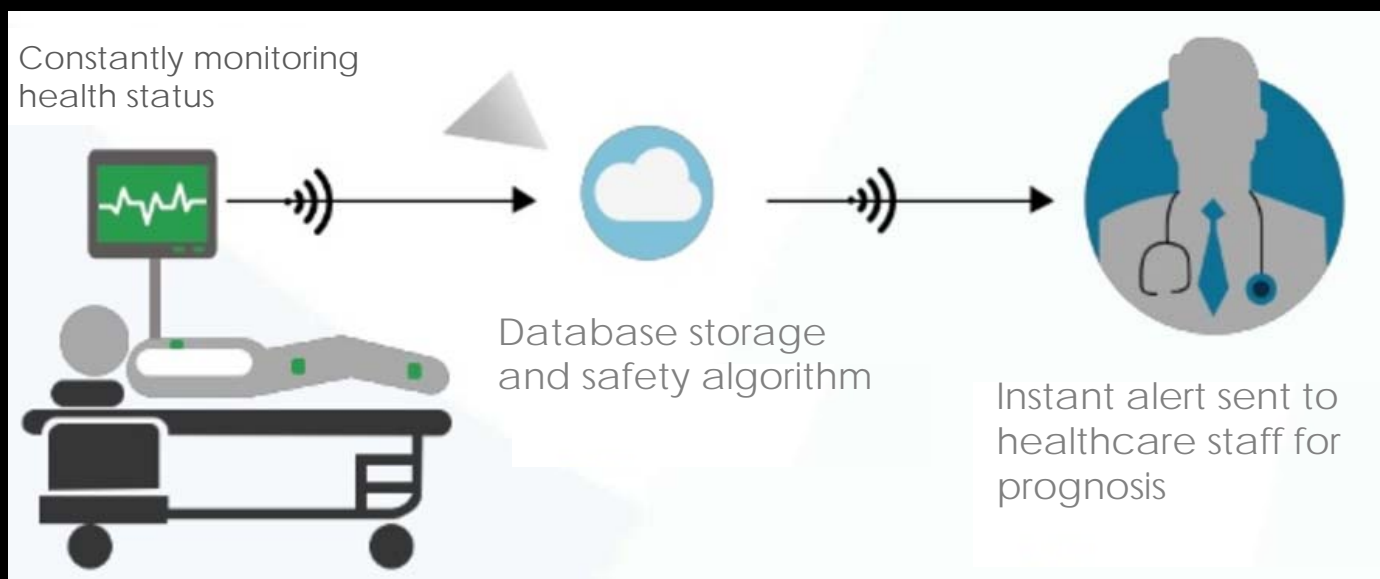 Constantly monitoring
health status
Database storage
and safety algorithm
Instant alert sent to
healthcare staff for
prognosis